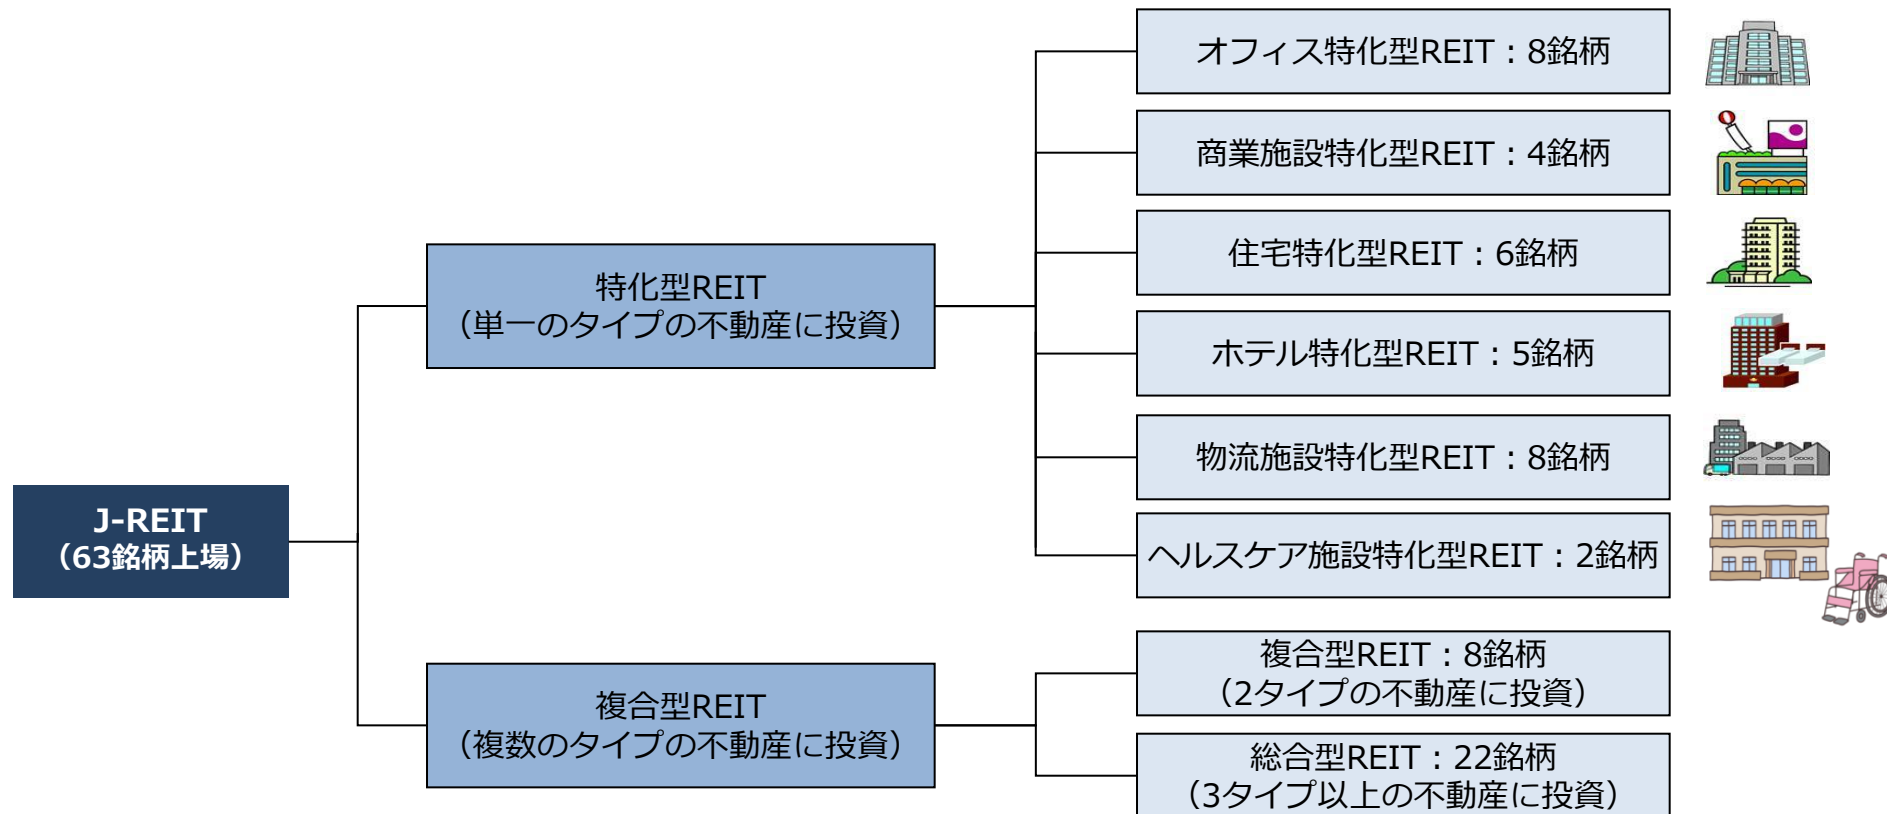 J-REIT
（63銘柄上場）
特化型REIT
（単一のタイプの不動産に投資）
オフィス特化型REIT：8銘柄
商業施設特化型REIT：4銘柄
住宅特化型REIT：6銘柄
ホテル特化型REIT：5銘柄
物流施設特化型REIT：8銘柄
ヘルスケア施設特化型REIT：2銘柄
複合型REIT
（複数のタイプの不動産に投資）
複合型REIT：8銘柄
（2タイプの不動産に投資）
総合型REIT：22銘柄
（3タイプ以上の不動産に投資）